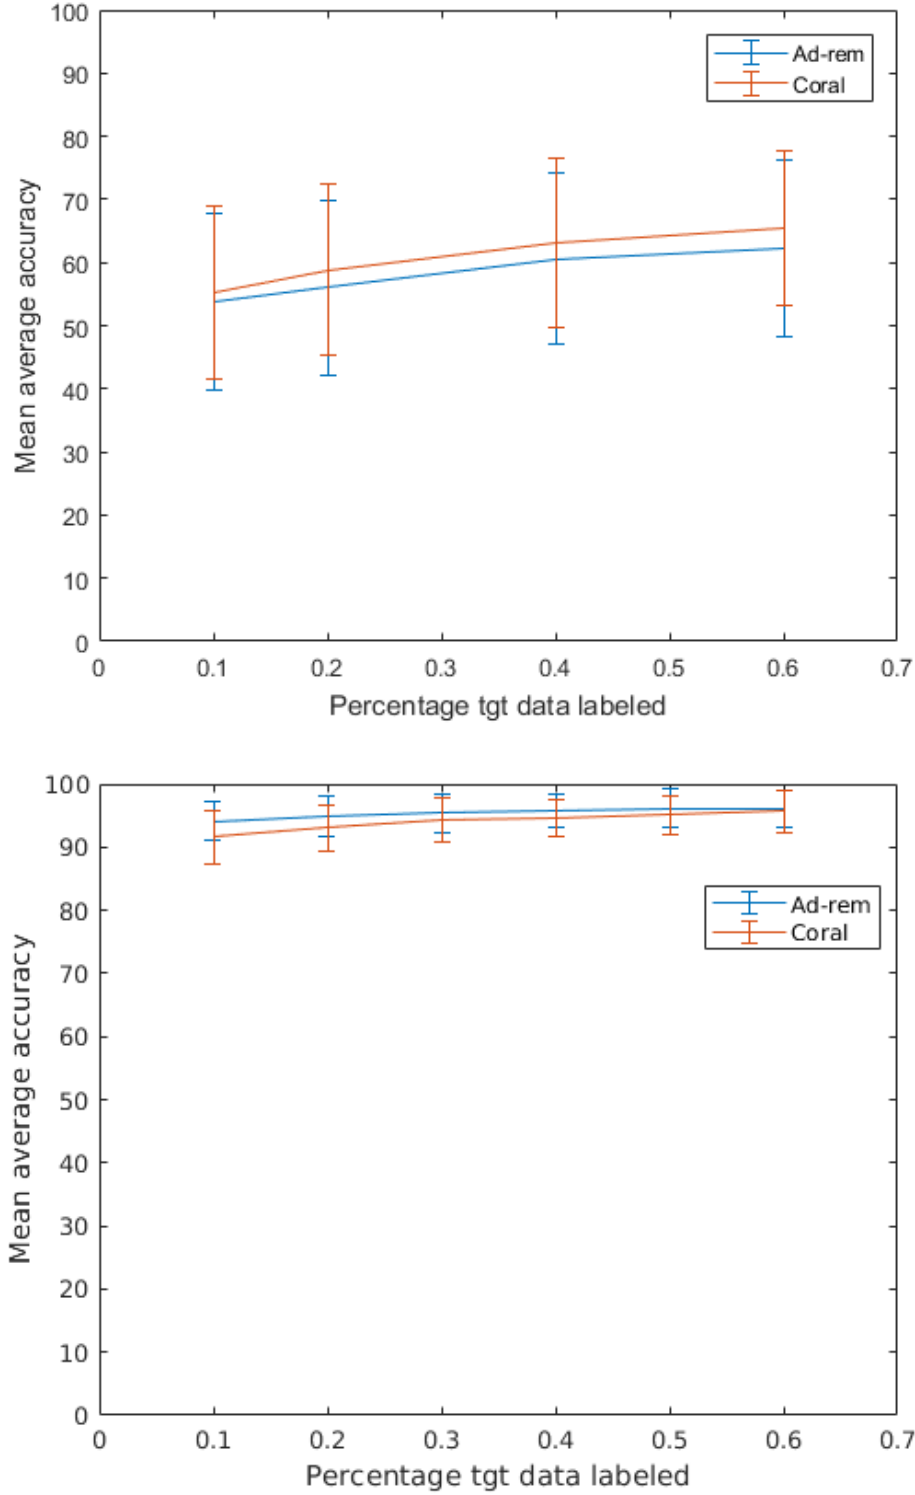 100
90
80
70
60
50
40
30
20
10
0
Mean average accuracy
Ad-rem
Coral
0 0.1 0.2 0.3 0.4 0.5 0.6 0.7
Percentage tgt data labeled
100
90
80
70
60
50
40
30
20
10
0
Mean average accuracy
Ad-rem
Coral
0 0.1 0.2 0.3 0.4 0.5 0.6 0.7
Percentage tgt data labeled